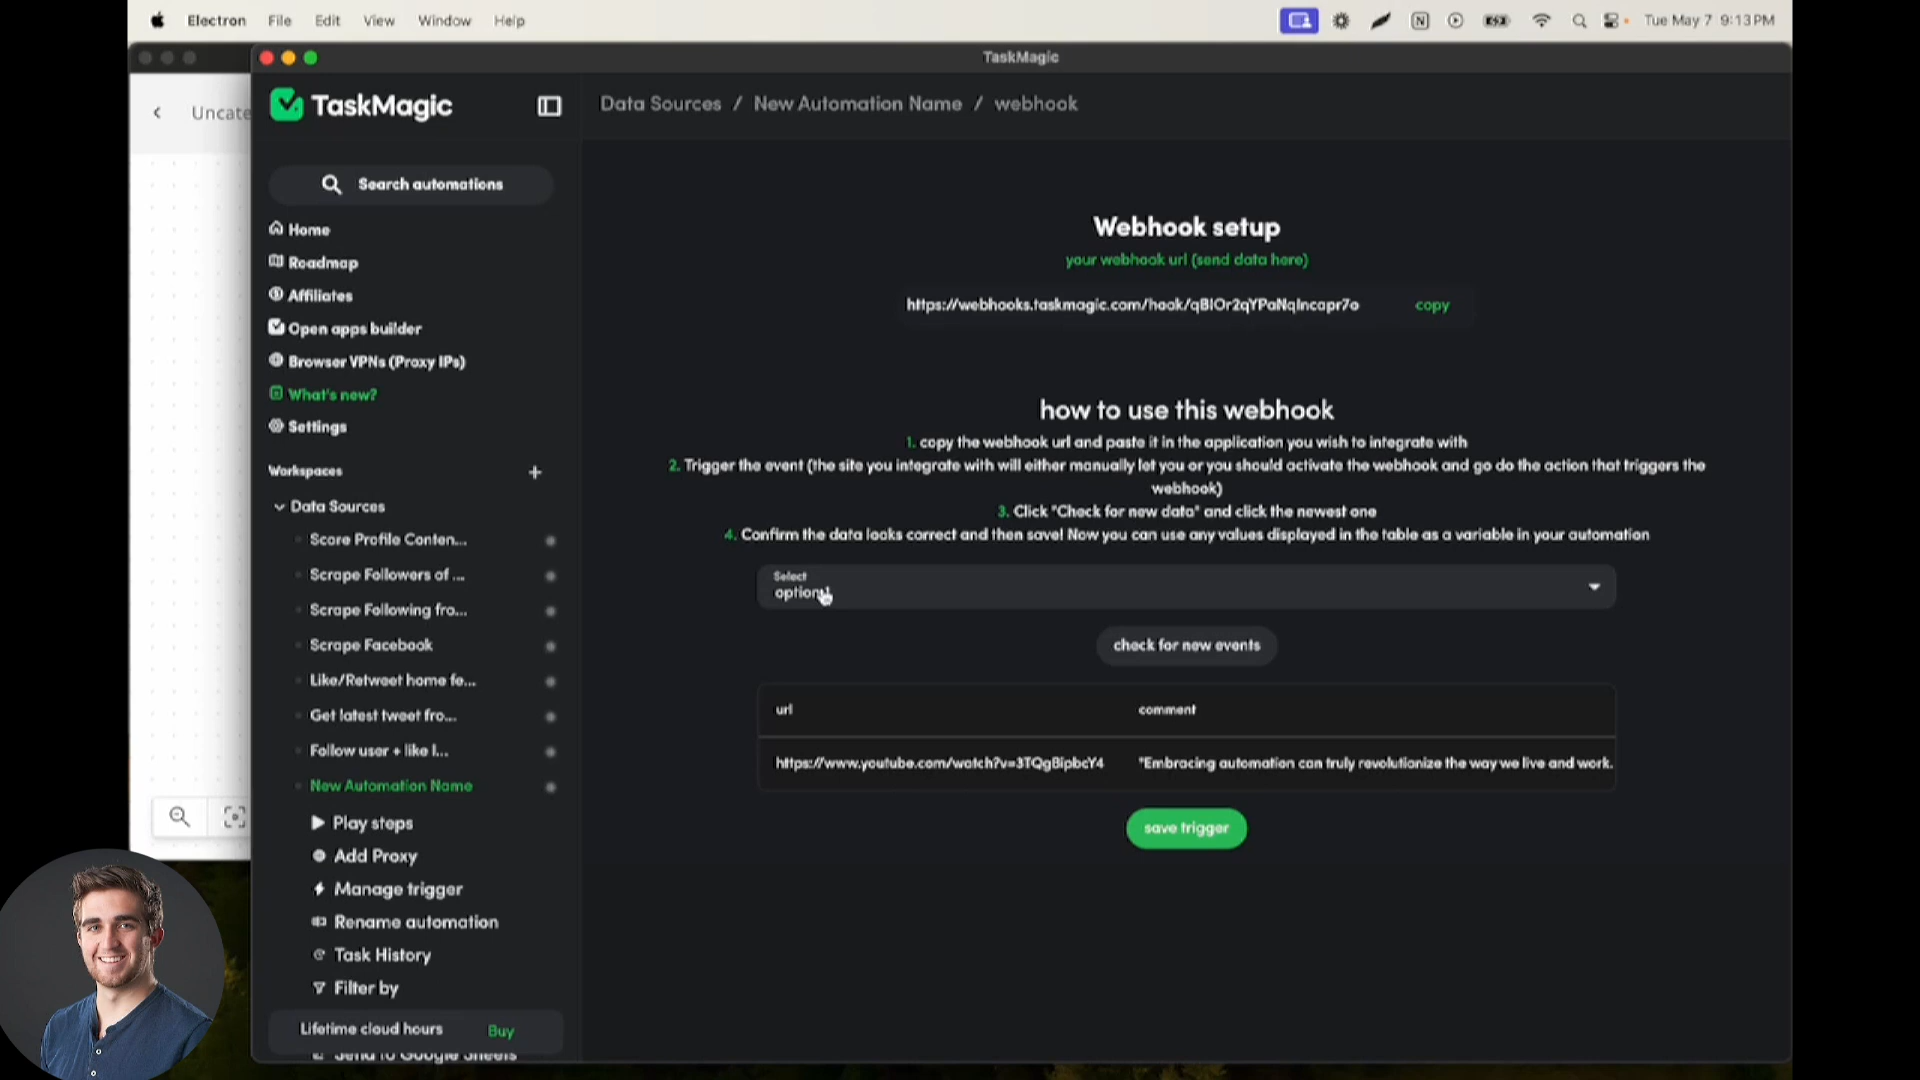 Electron File Edit View Window Help
Tue May 7 9:13 PM
TaskMagic
Uncate
TaskMagic
Data Sources / New Automation Name / webhook
Search automations
Home
Roadmap
Affiliates
Open apps builder
Browser VPNs (Proxy IPs)
What's new?
Settings
Workspaces +
Data Sources
Score Profile Conten...
Scrape Followers of ...
Scrape Following fro...
Scrape Facebook
Like/Retweet home fe...
Get latest tweet fro...
Follow user + like l...
New Automation Name
Play steps
Add Proxy
Manage trigger
Rename automation
Task History
Filter by
Lifetime cloud hours Buy
Send to Google Sheets
Webhook setup
your webhook url (send data here)
https://webhooks.taskmagic.com/hook/qBIOr2qYPaNqIncapr7o copy
how to use this webhook
1. copy the webhook url and paste it in the application you wish to integrate with
2. Trigger the event (the site you integrate with will either manually let you or you should activate the webhook and go do the action that triggers the
webhook)
3. Click "Check for new data" and click the newest one
4. Confirm the data looks correct and then save! Now you can use any values displayed in the table as a variable in your automation
Select
option1
check for new events
url comment
https://www.youtube.com/watch?v=3TQgBipbcY4 "Embracing automation can truly revolutionize the way we live and work.
save trigger